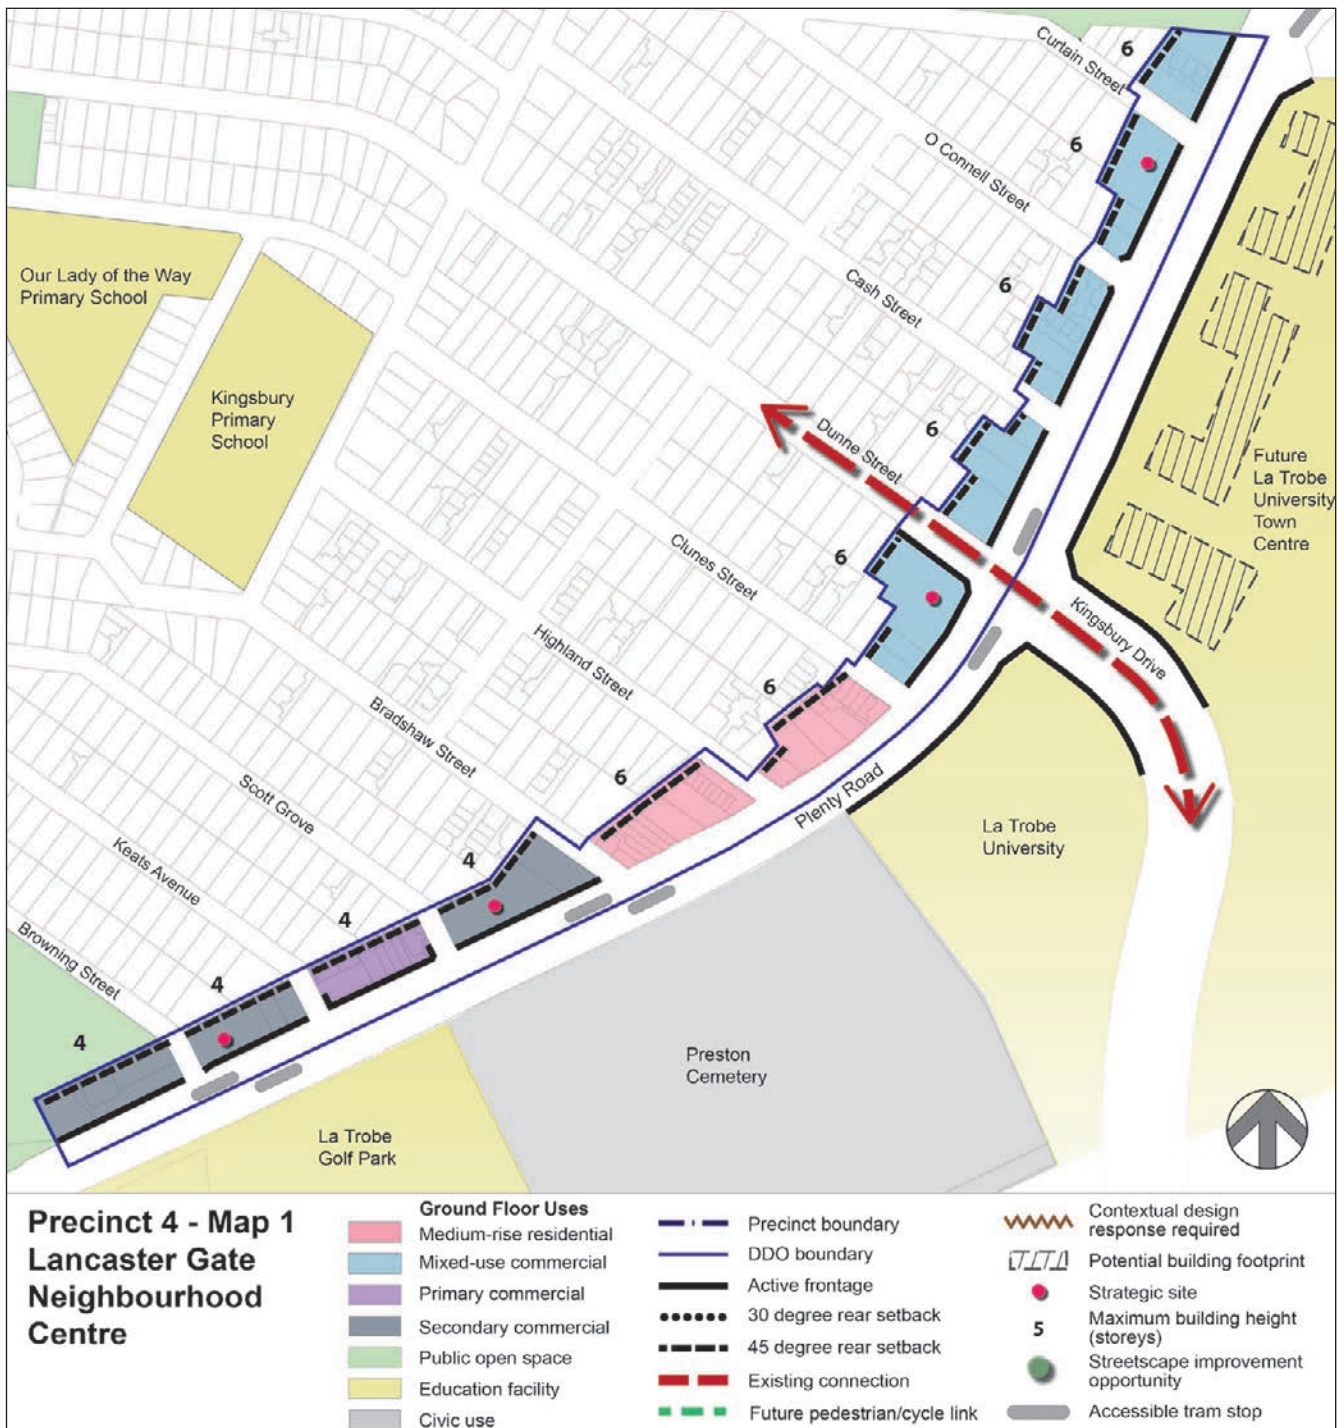 6
Curtain Street
6
O Connell Street
Our Lady of the Way
Primary School
6
Cash Street
Kingsbury
Primary
School
6
Dunne Street
Future
La Trobe
University
Town
Centre
6
Clunes Street
Kingsbury Drive
Highland Street
6
Bradshaw Street
6
Plenty Road
Scott Grove
La Trobe
University
Keats Avenue
4
4
Browning Street
4
4
Preston
Cemetery
La Trobe
Golf Park
Precinct 4 - Map 1
Lancaster Gate
Neighbourhood
Centre
Ground Floor Uses
Medium-rise residential
Mixed-use commercial
Primary commercial
Secondary commercial
Public open space
Education facility
Civic use
Precinct boundary
DDO boundary
Active frontage
30 degree rear setback
45 degree rear setback
Existing connection
Future pedestrian/cycle link
Contextual design
response required
Potential building footprint
Strategic site
5
Maximum building height
(storeys)
Streetscape improvement
opportunity
Accessible tram stop